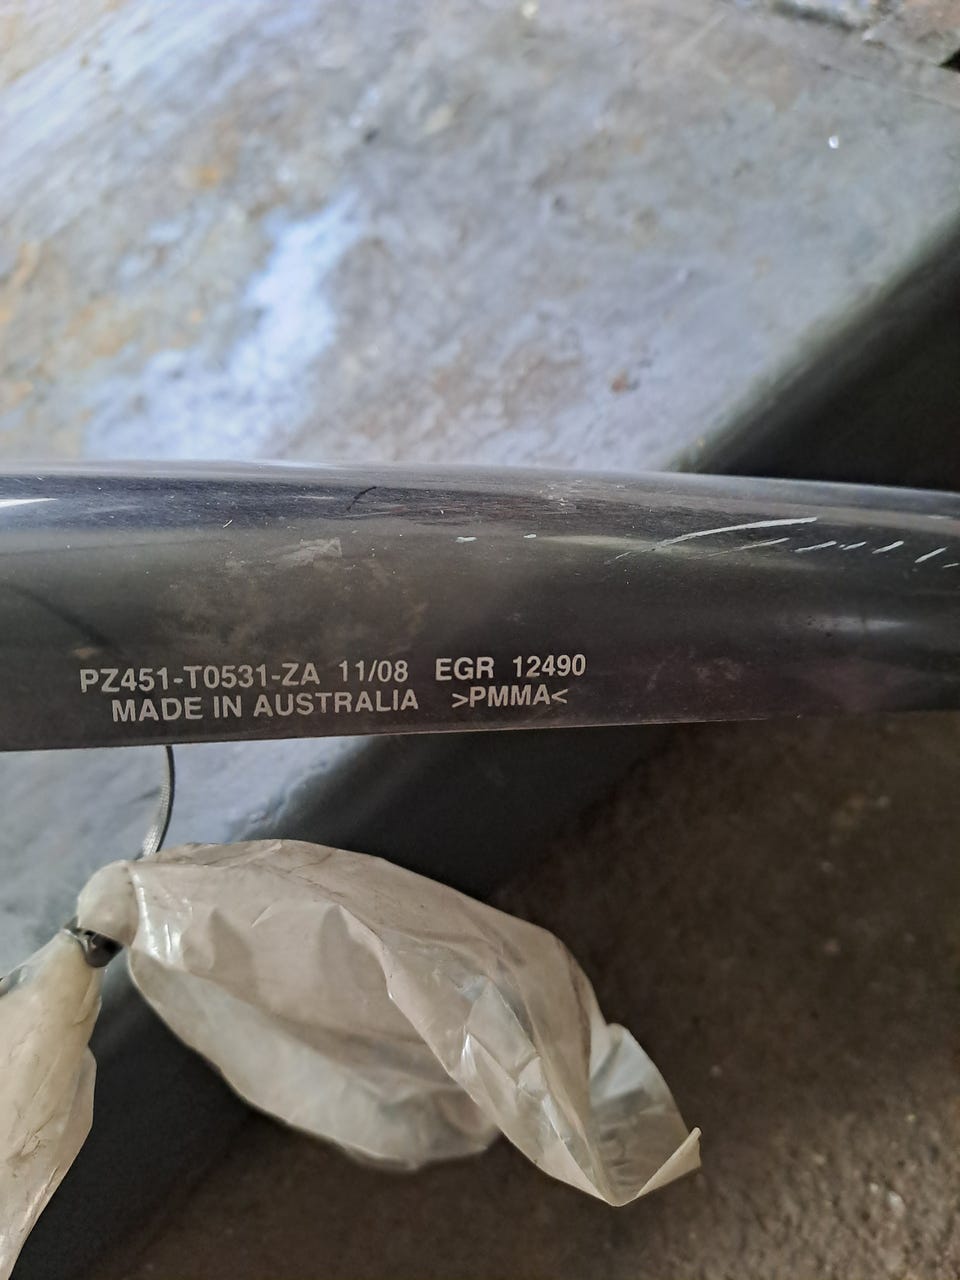 PZ451-T0531-ZA 11/08 EGR 12490
MADE IN AUSTRALIA >PMMA<